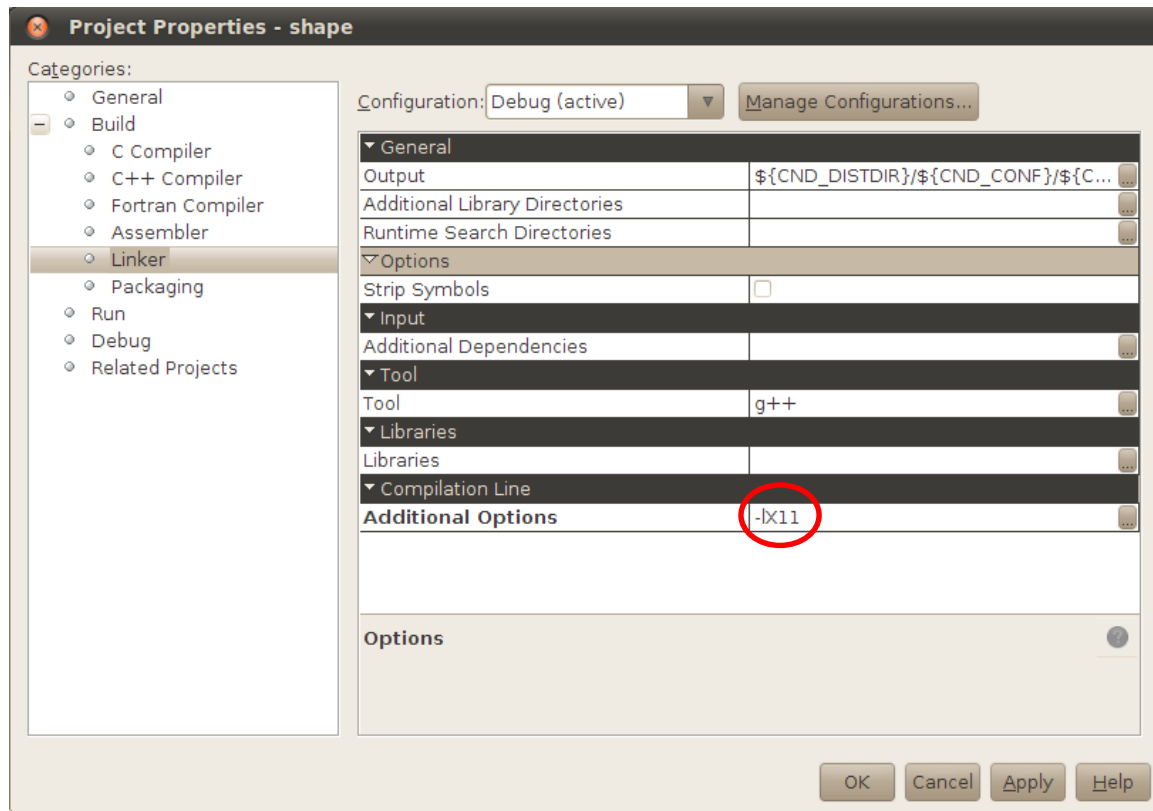 Project Properties - shape
Categories:
General
Build
C Compiler
C++ Compiler
Fortran Compiler
Assembler
Linker
Packaging
Run
Debug
Related Projects
Configuration: Debug (active) Manage Configurations...
General
Output ${CND_DISTDIR}/${CND_CONF}/${C... ...
Additional Library Directories ...
Runtime Search Directories ...
Options
Strip Symbols
Input
Additional Dependencies ...
Tool
Tool g++ ...
Libraries
Libraries ...
Compilation Line
Additional Options -lX11 ...
Options ?
OK Cancel Apply Help